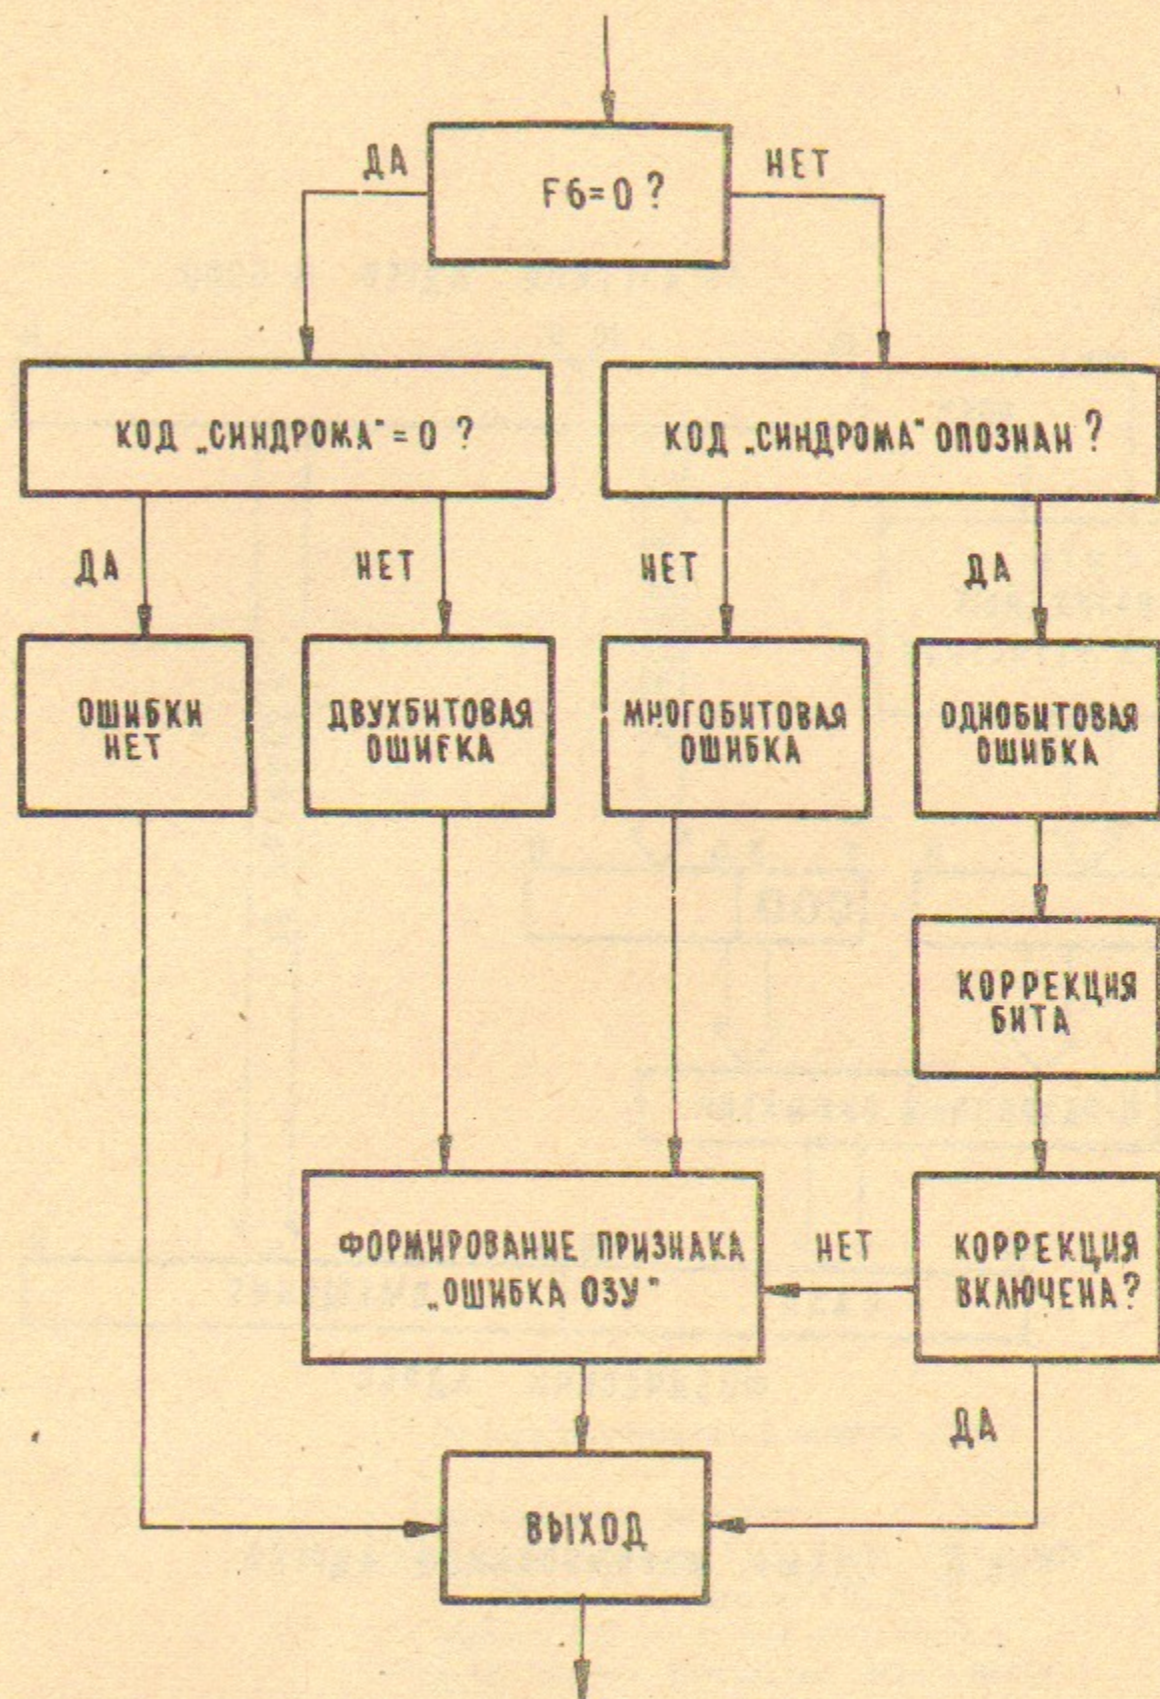 ДА
F6=0 ?
НЕТ
КОД „СИНДРОМА“ = 0 ?
КОД „СИНДРОМА“ ОПОЗНАН ?
ДА
НЕТ
НЕТ
ДА
ОШИБКИ
НЕТ
ДВУХБИТОВАЯ
ОШИБКА
МНОГОБИТОВАЯ
ОШИБКА
ОДНОБИТОВАЯ
ОШИБКА
КОРРЕКЦИЯ
БИТА
ФОРМИРОВАНИЕ ПРИЗНАКА
„ОШИБКА ОЗУ“
НЕТ
КОРРЕКЦИЯ
ВКЛЮЧЕНА?
ДА
ВЫХОД